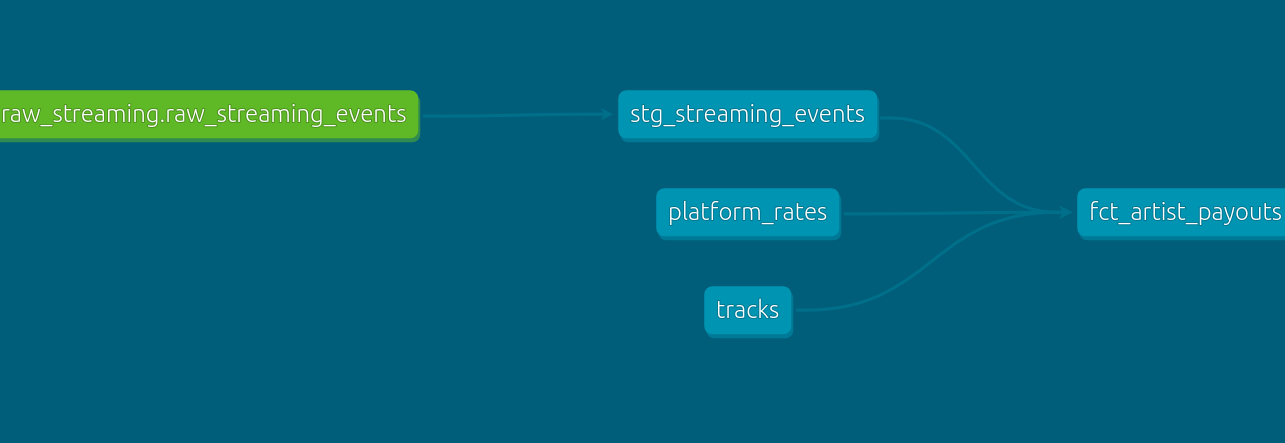 raw_streaming.raw_streaming_events
stg_streaming_events
platform_rates
fct_artist_payouts
tracks